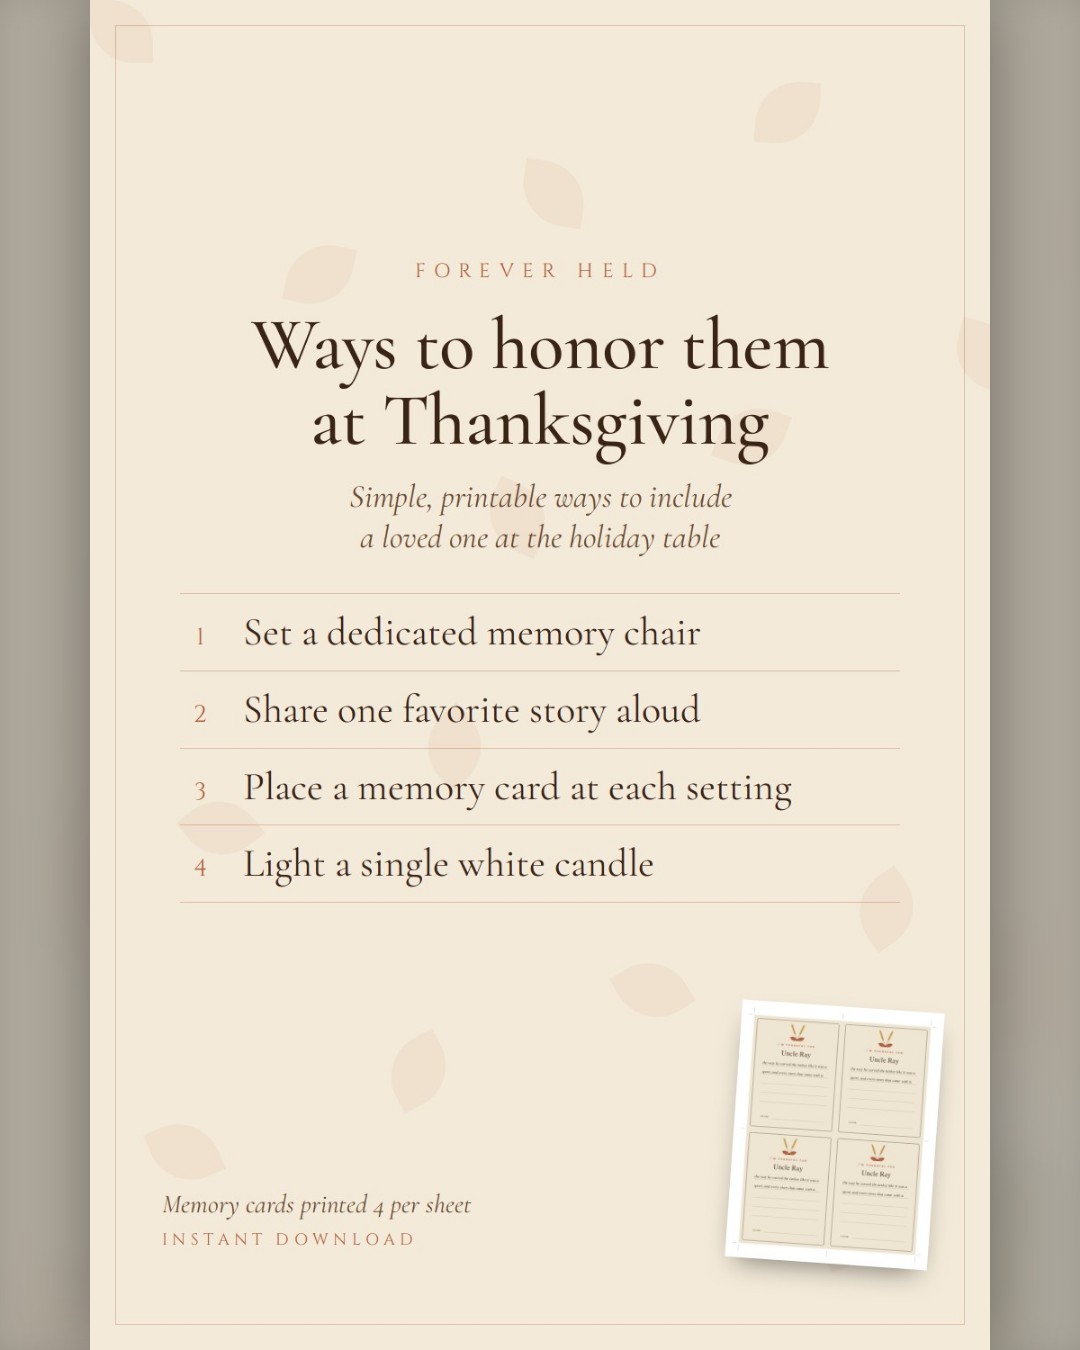 FOREVER HELD
Ways to honor them
at Thanksgiving
Simple, printable ways to include
a loved one at the holiday table
1 Set a dedicated memory chair
2 Share one favorite story aloud
3 Place a memory card at each setting
4 Light a single white candle
Uncle Ray
Uncle Ray
Uncle Ray
Uncle Ray
Memory cards printed 4 per sheet
INSTANT DOWNLOAD